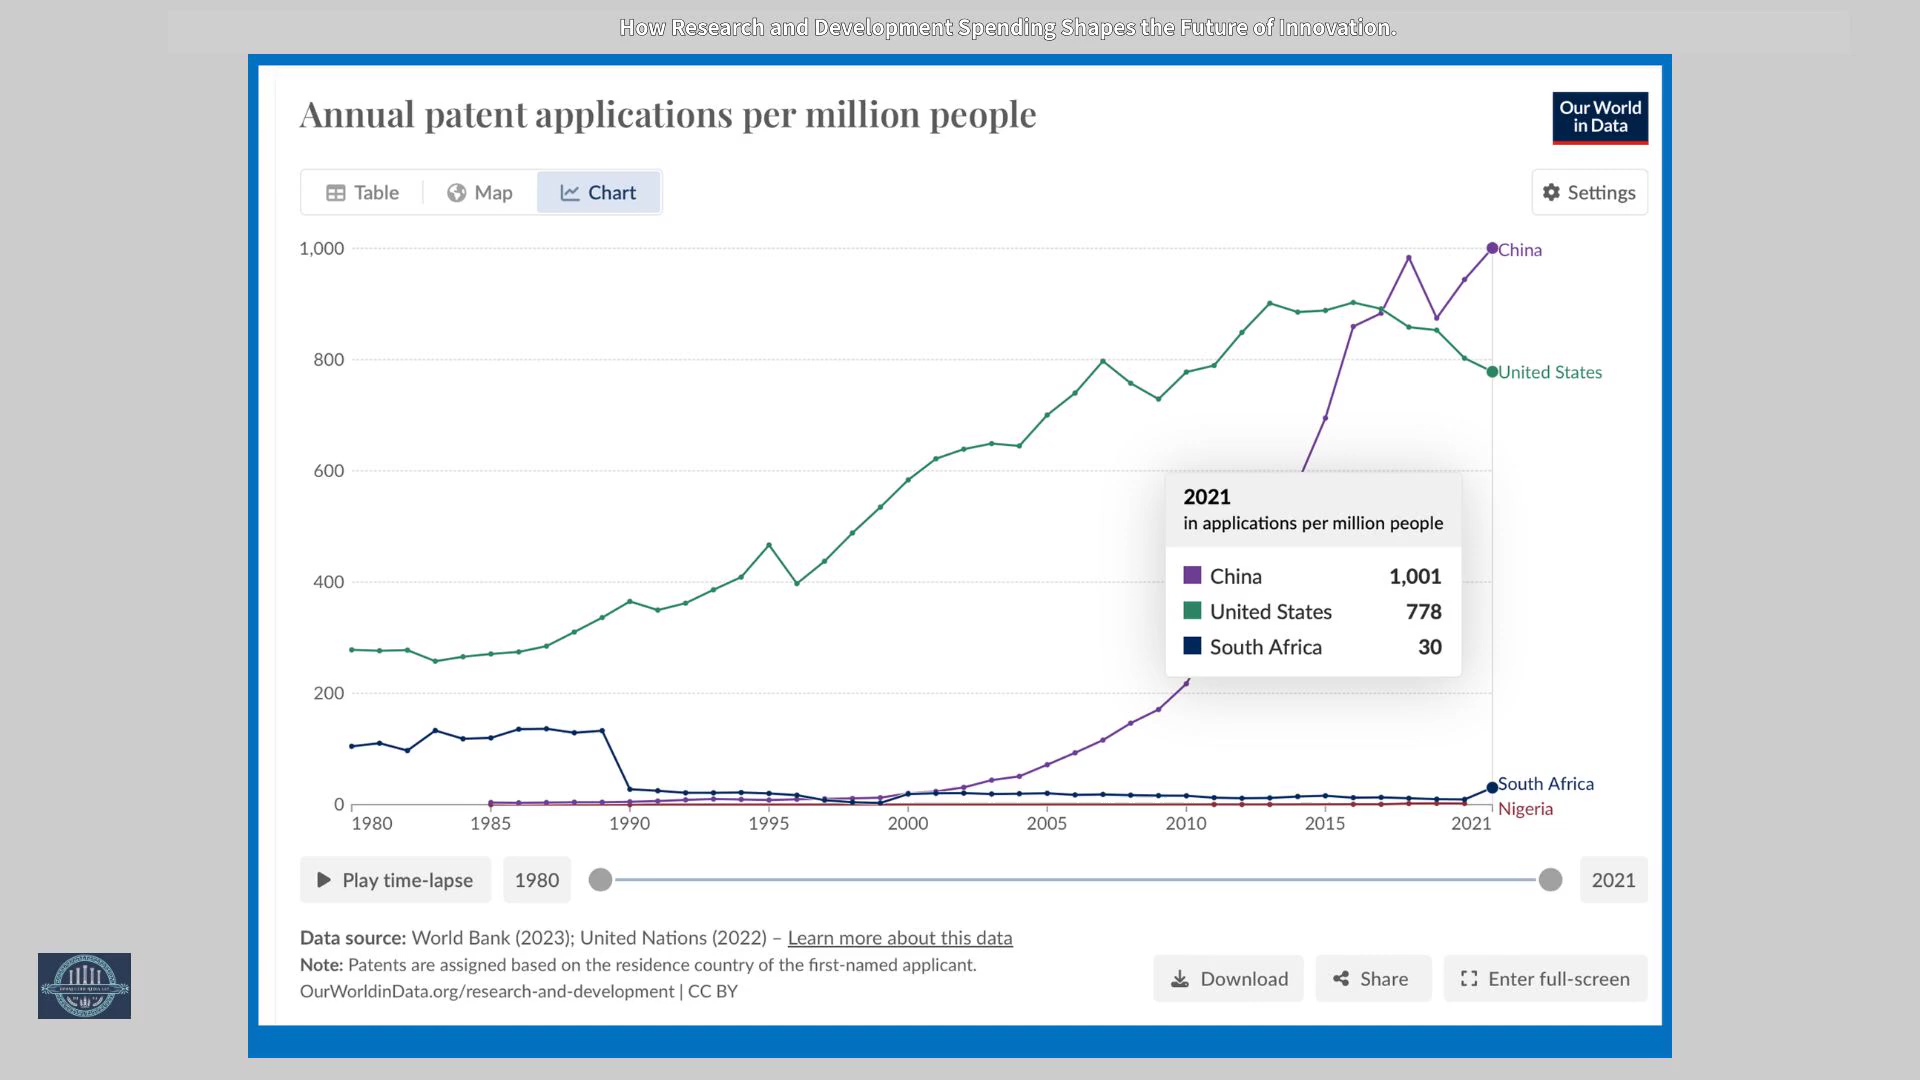 How Research and Development Spending Shapes the Future of Innovation.
Annual patent applications per million people
Our World
in Data
Table
Map
Chart
Settings
1,000
800
600
400
200
0
China
United States
South Africa
Nigeria
2021
in applications per million people
China 1,001
United States 778
South Africa 30
1980 1985 1990 1995 2000 2005 2010 2015 2021
Play time-lapse
1980
2021
Data source: World Bank (2023); United Nations (2022) – Learn more about this data
Note: Patents are assigned based on the residence country of the first-named applicant.
OurWorldinData.org/research-and-development | CC BY
Download
Share
Enter full-screen